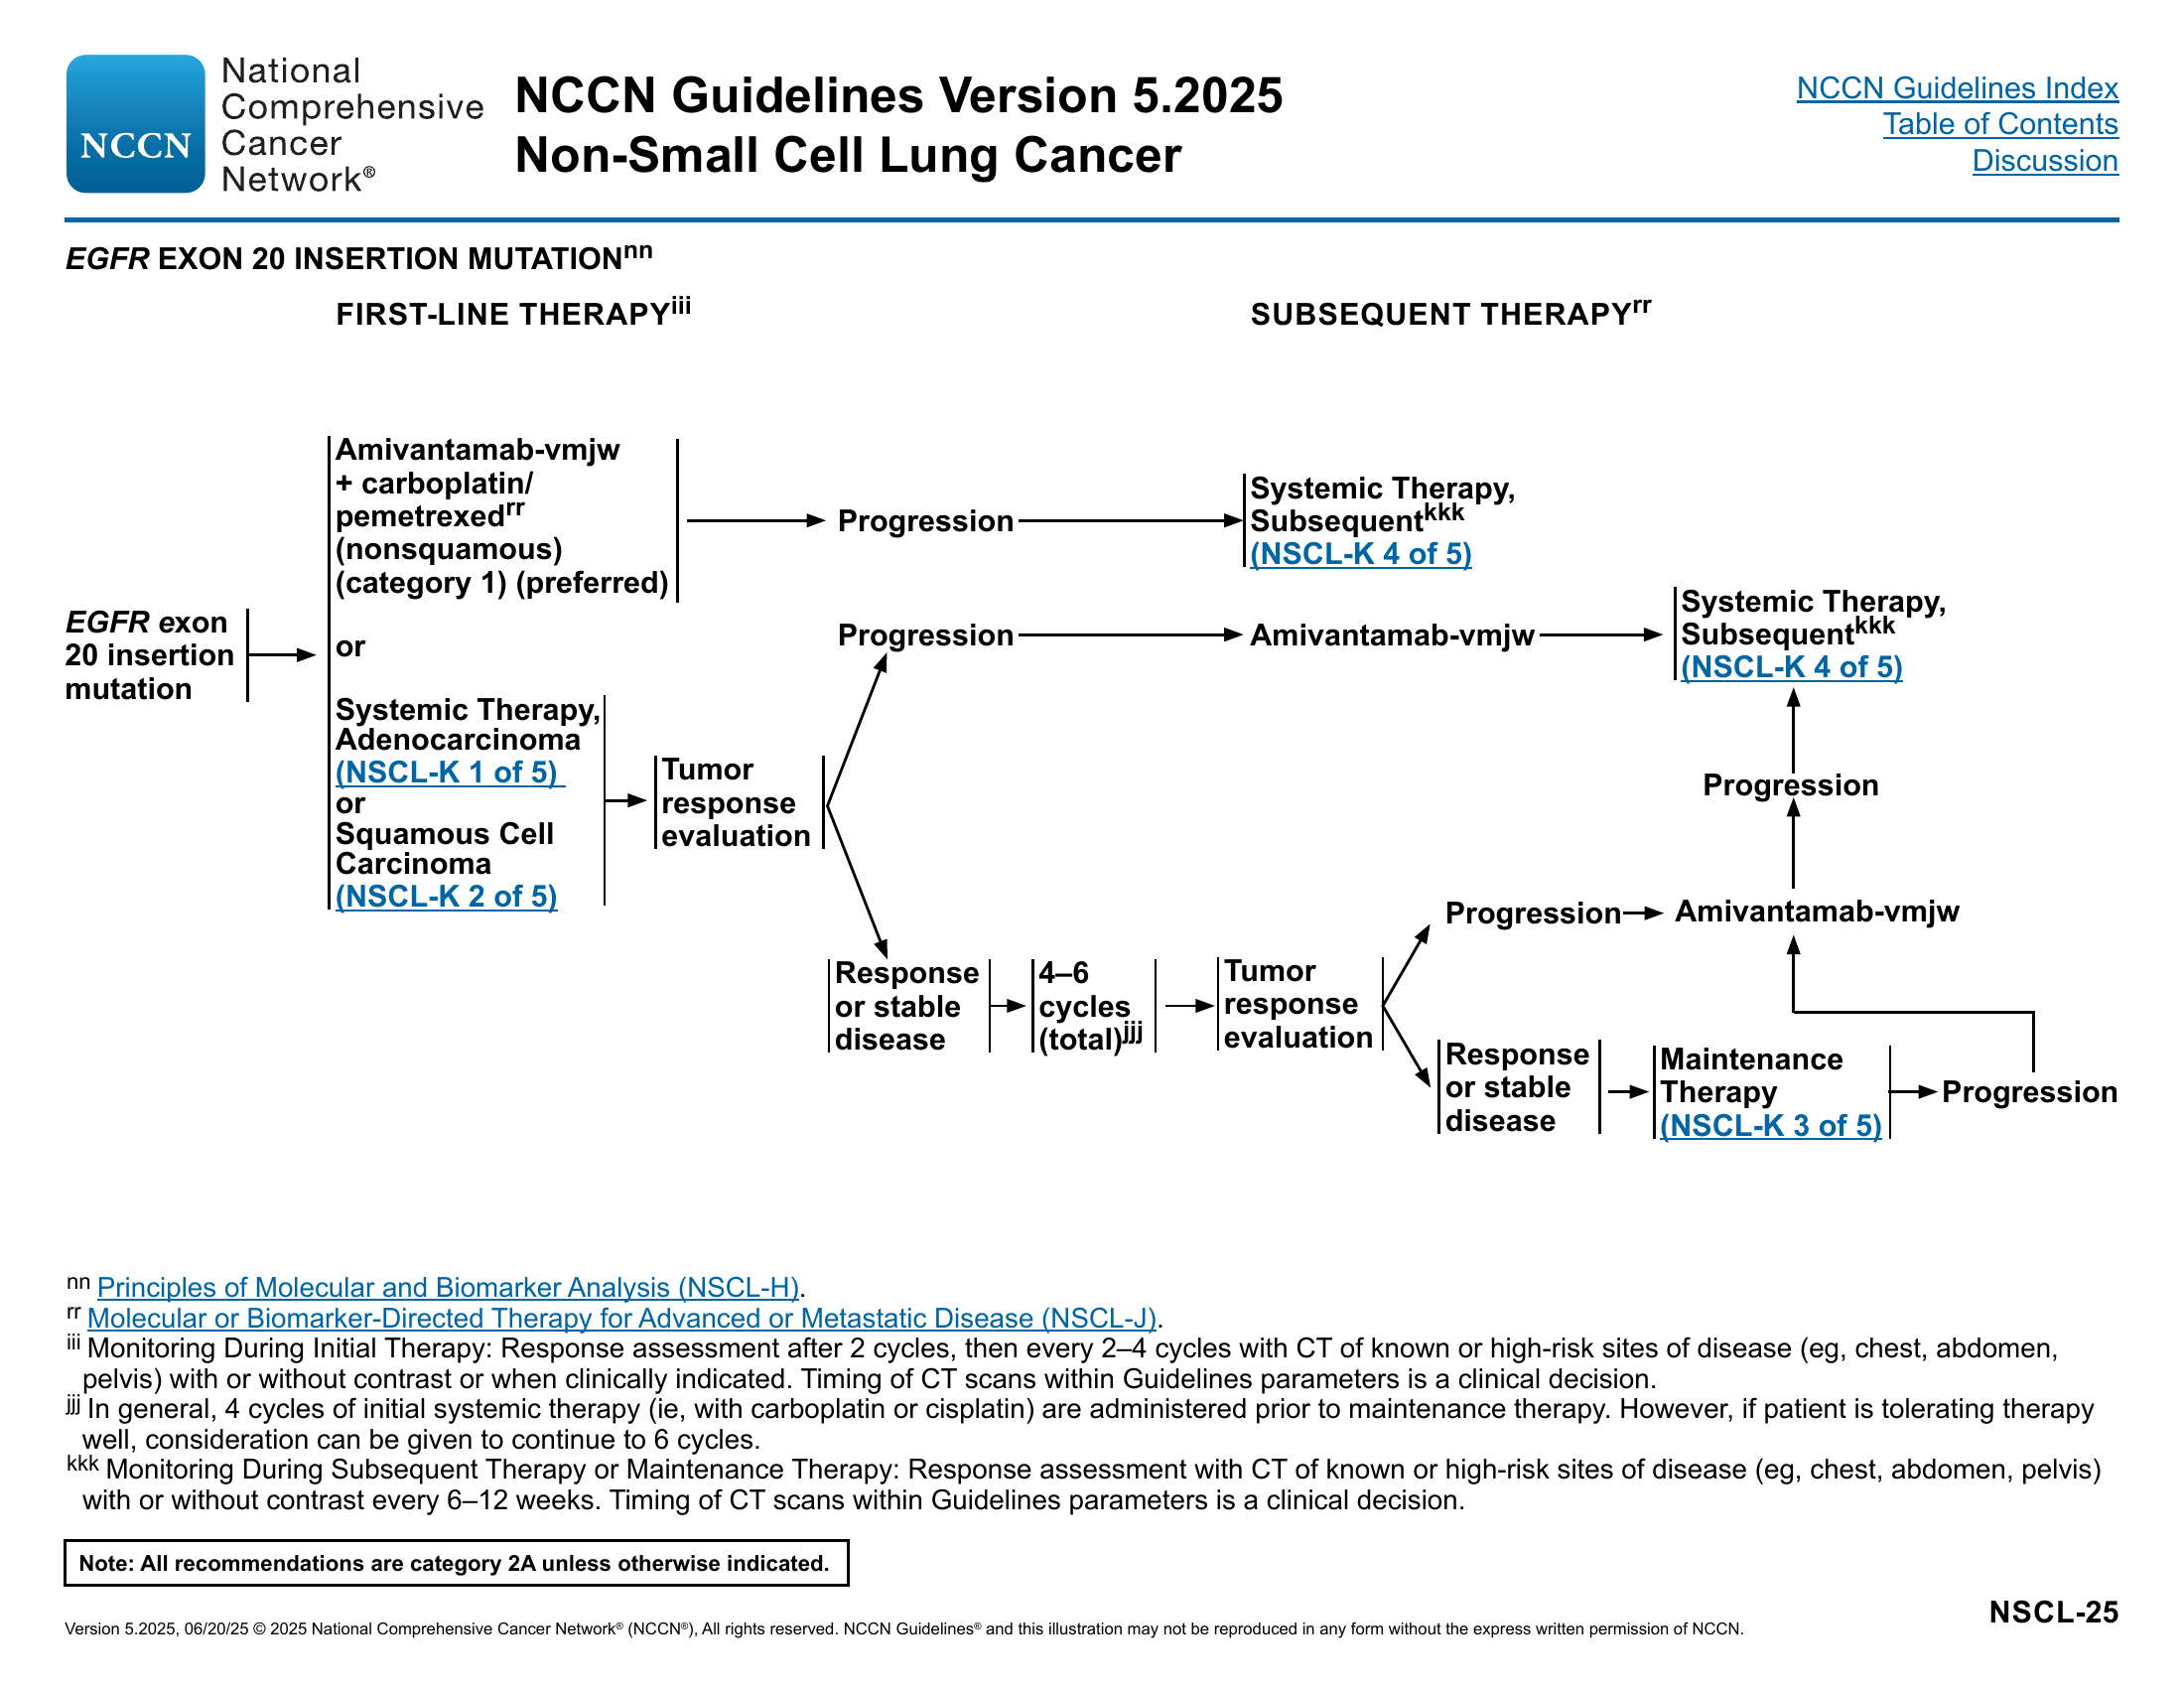 National
Comprehensive
NCCN Cancer
Network®
NCCN Guidelines Version 5.2025
Non-Small Cell Lung Cancer
NCCN Guidelines Index
Table of Contents
Discussion
EGFR EXON 20 INSERTION MUTATIONnn
FIRST-LINE THERAPYiii
SUBSEQUENT THERAPYrr
EGFR exon
20 insertion
mutation
Amivantamab-vmjw
+ carboplatin/
pemetrexedrr
(nonsquamous)
(category 1) (preferred)
or
Systemic Therapy,
Adenocarcinoma
(NSCL-K 1 of 5)
or
Squamous Cell
Carcinoma
(NSCL-K 2 of 5)
Progression
Systemic Therapy,
Subsequentkkk
(NSCL-K 4 of 5)
Tumor
response
evaluation
Progression
Amivantamab-vmjw
Systemic Therapy,
Subsequentkkk
(NSCL-K 4 of 5)
Progression
Response
or stable
disease
4–6
cycles
(total)jjj
Tumor
response
evaluation
Progression
Amivantamab-vmjw
Response
or stable
disease
Maintenance
Therapy
(NSCL-K 3 of 5)
Progression
nn Principles of Molecular and Biomarker Analysis (NSCL-H).
rr Molecular or Biomarker-Directed Therapy for Advanced or Metastatic Disease (NSCL-J).
iii Monitoring During Initial Therapy: Response assessment after 2 cycles, then every 2–4 cycles with CT of known or high-risk sites of disease (eg, chest, abdomen,
pelvis) with or without contrast or when clinically indicated. Timing of CT scans within Guidelines parameters is a clinical decision.
jjj In general, 4 cycles of initial systemic therapy (ie, with carboplatin or cisplatin) are administered prior to maintenance therapy. However, if patient is tolerating therapy
well, consideration can be given to continue to 6 cycles.
kkk Monitoring During Subsequent Therapy or Maintenance Therapy: Response assessment with CT of known or high-risk sites of disease (eg, chest, abdomen, pelvis)
with or without contrast every 6–12 weeks. Timing of CT scans within Guidelines parameters is a clinical decision.
Note: All recommendations are category 2A unless otherwise indicated.
NSCL-25
Version 5.2025, 06/20/25 © 2025 National Comprehensive Cancer Network® (NCCN®), All rights reserved. NCCN Guidelines® and this illustration may not be reproduced in any form without the express written permission of NCCN.